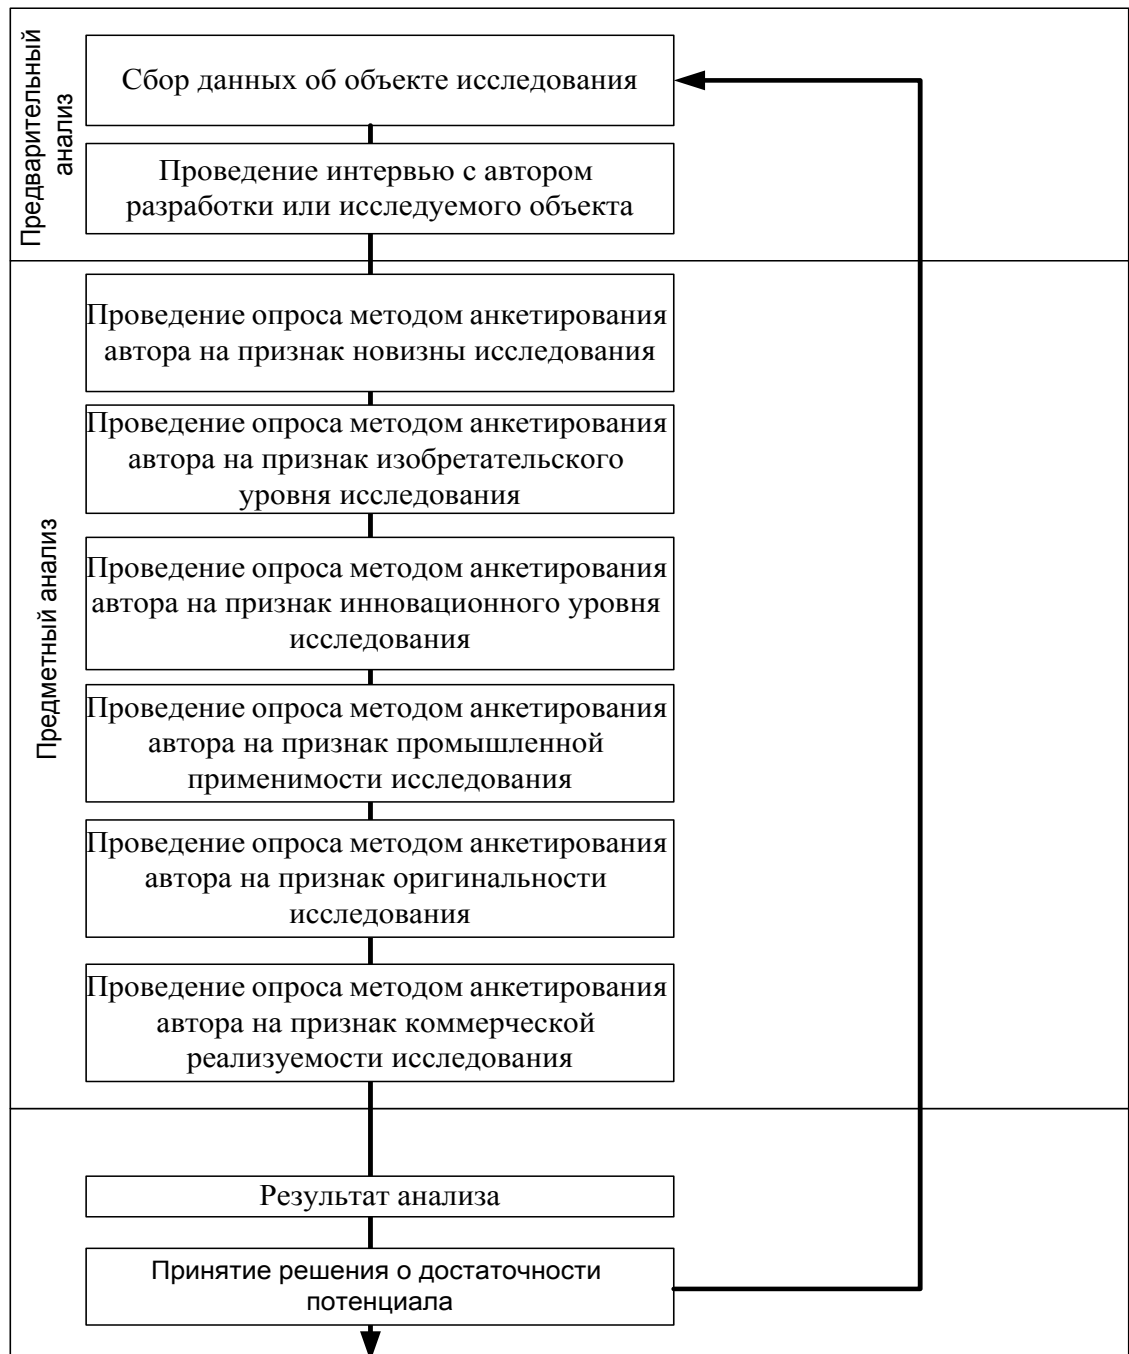 Предварительный
анализ
Сбор данных об объекте исследования
Проведение интервью с автором
разработки или исследуемого объекта
Предметный анализ
Проведение опроса методом анкетирования
автора на признак новизны исследования
Проведение опроса методом анкетирования
автора на признак изобретательского
уровня исследования
Проведение опроса методом анкетирования
автора на признак инновационного уровня
исследования
Проведение опроса методом анкетирования
автора на признак промышленной
применимости исследования
Проведение опроса методом анкетирования
автора на признак оригинальности
исследования
Проведение опроса методом анкетирования
автора на признак коммерческой
реализуемости исследования
Результат анализа
Принятие решения о достаточности
потенциала